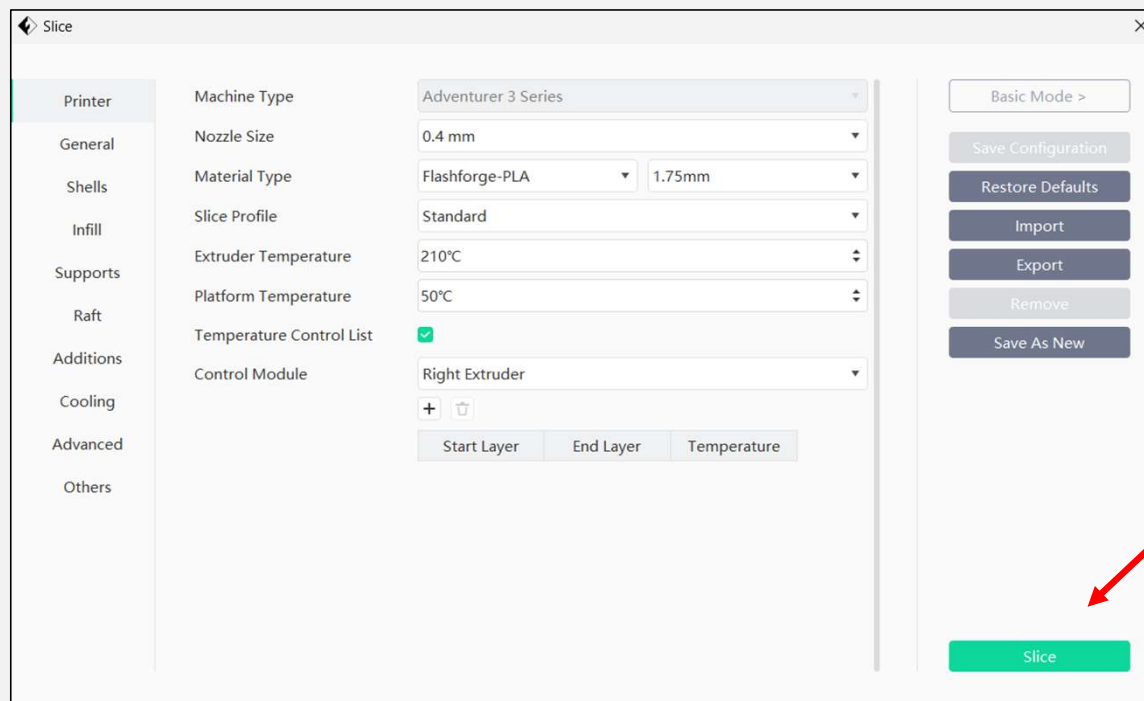 Slice
Printer
General
Shells
Infill
Supports
Raft
Additions
Cooling
Advanced
Others
Machine Type Adventurer 3 Series
Nozzle Size 0.4 mm
Material Type Flashforge-PLA 1.75mm
Slice Profile Standard
Extruder Temperature 210℃
Platform Temperature 50℃
Temperature Control List
Control Module Right Extruder
Start Layer End Layer Temperature
Basic Mode >
Save Configuration
Restore Defaults
Import
Export
Remove
Save As New
Slice